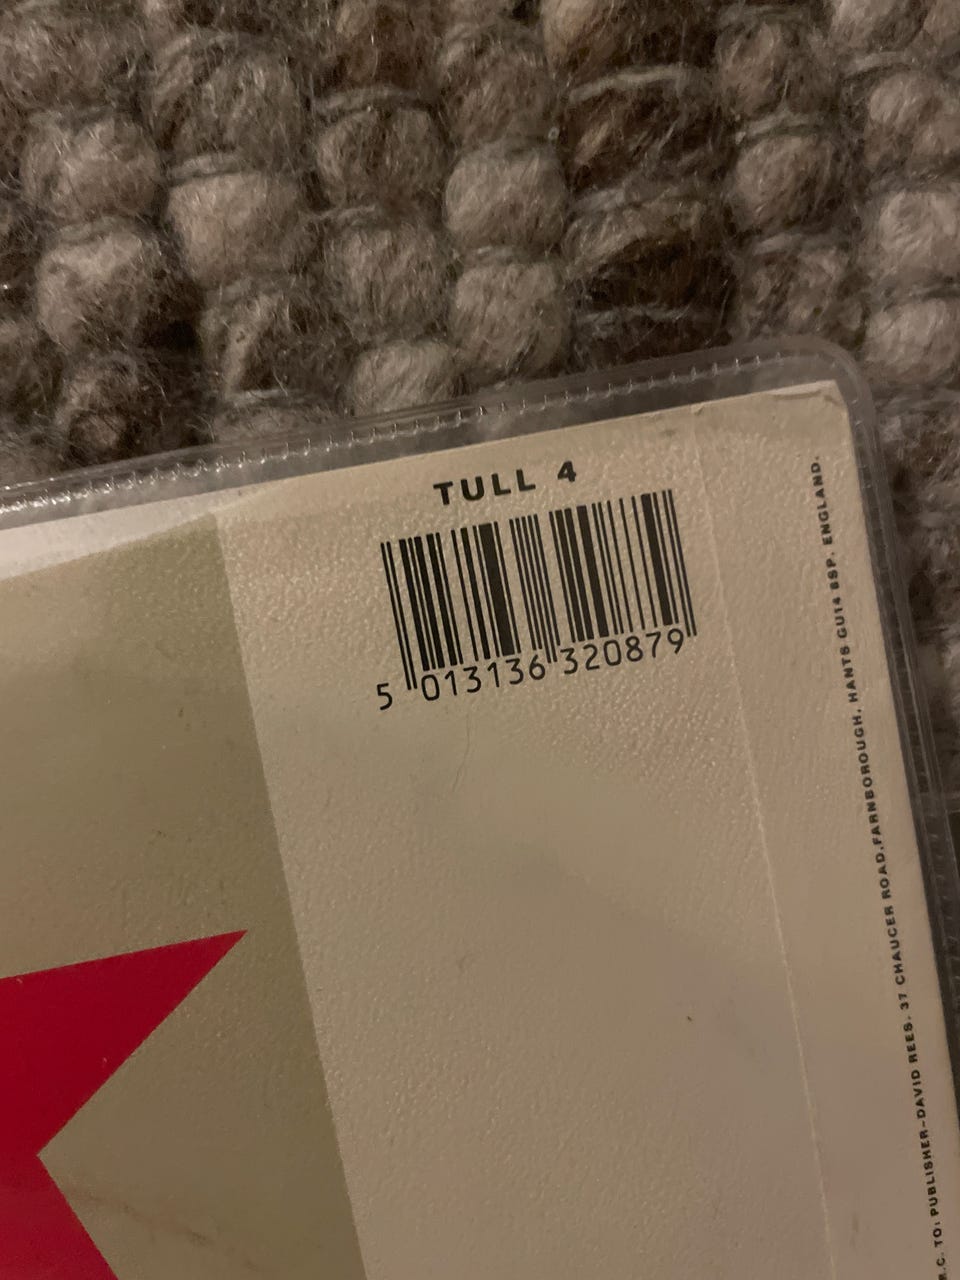 TULL 4
5 013136 320879
R.C. TO: PUBLISHER-DAVID REES. 37 CHAUCER ROAD.FARNBOROUGH, HANTS GU14 8SP. ENGLAND.